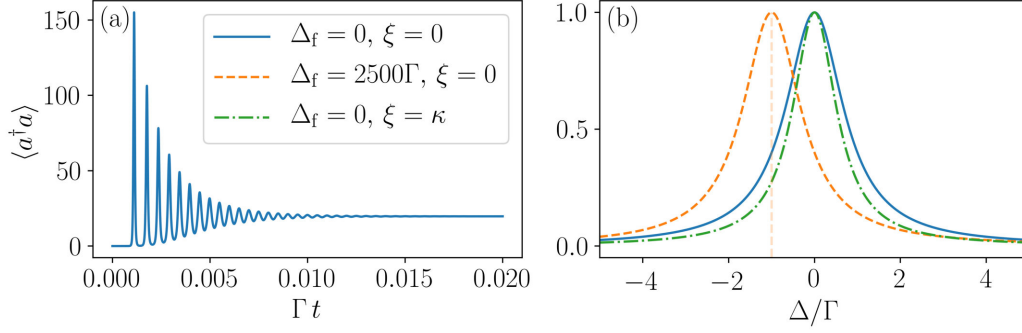 (a)
150
100
50
0
⟨a†a⟩
0.000 0.005 0.010 0.015 0.020
Γ t
Δf = 0, ξ = 0
Δf = 2500Γ, ξ = 0
Δf = 0, ξ = κ
(b)
1.0
0.5
0.0
−4 −2 0 2 4
Δ/Γ